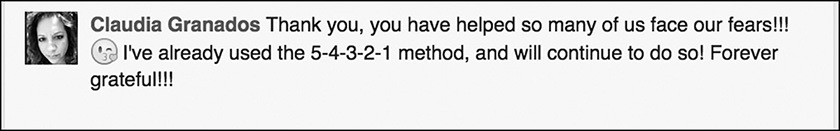 Claudia Granados Thank you, you have helped so many of us face our fears!!!
😘 I've already used the 5-4-3-2-1 method, and will continue to do so! Forever
grateful!!!